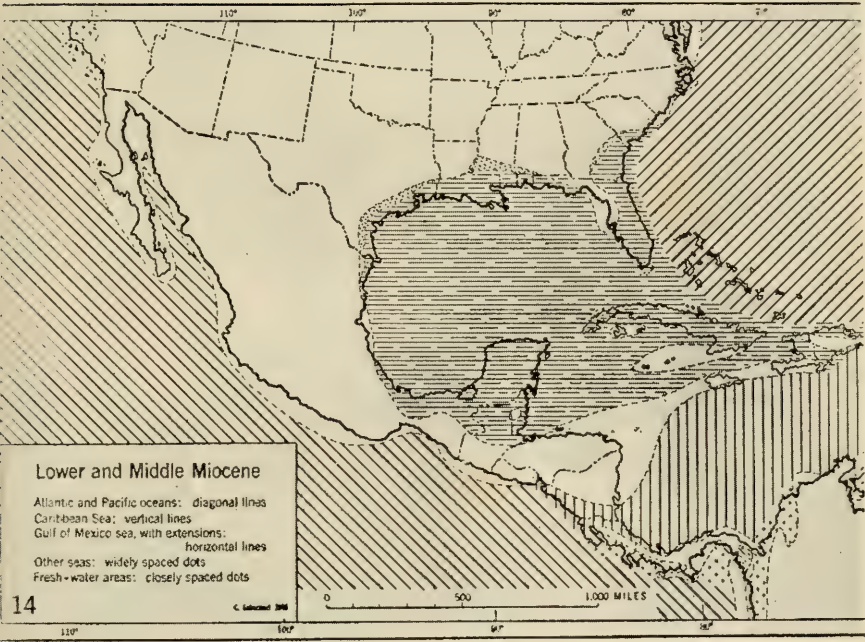 110°
100°
90°
80°
Lower and Middle Miocene
Atlantic and Pacific oceans: diagonal lines
Caribbean Sea: vertical lines
Gulf of Mexico sea, with extensions:
horizontal lines
Other seas: widely spaced dots
Fresh-water areas: closely spaced dots
14
0 500 1,000 MILES
110°
100°
90°
80°